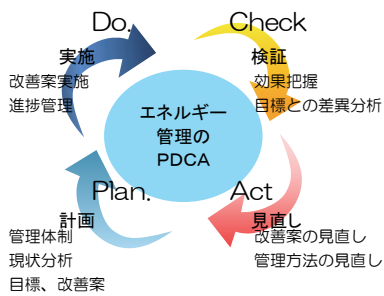 Do.
実施
改善案実施
進捗管理
Check
検証
効果把握
目標との差異分析
エネルギー
管理の
PDCA
Plan.
計画
管理体制
現状分析
目標、改善案
Act
見直し
改善案の見直し
管理方法の見直し